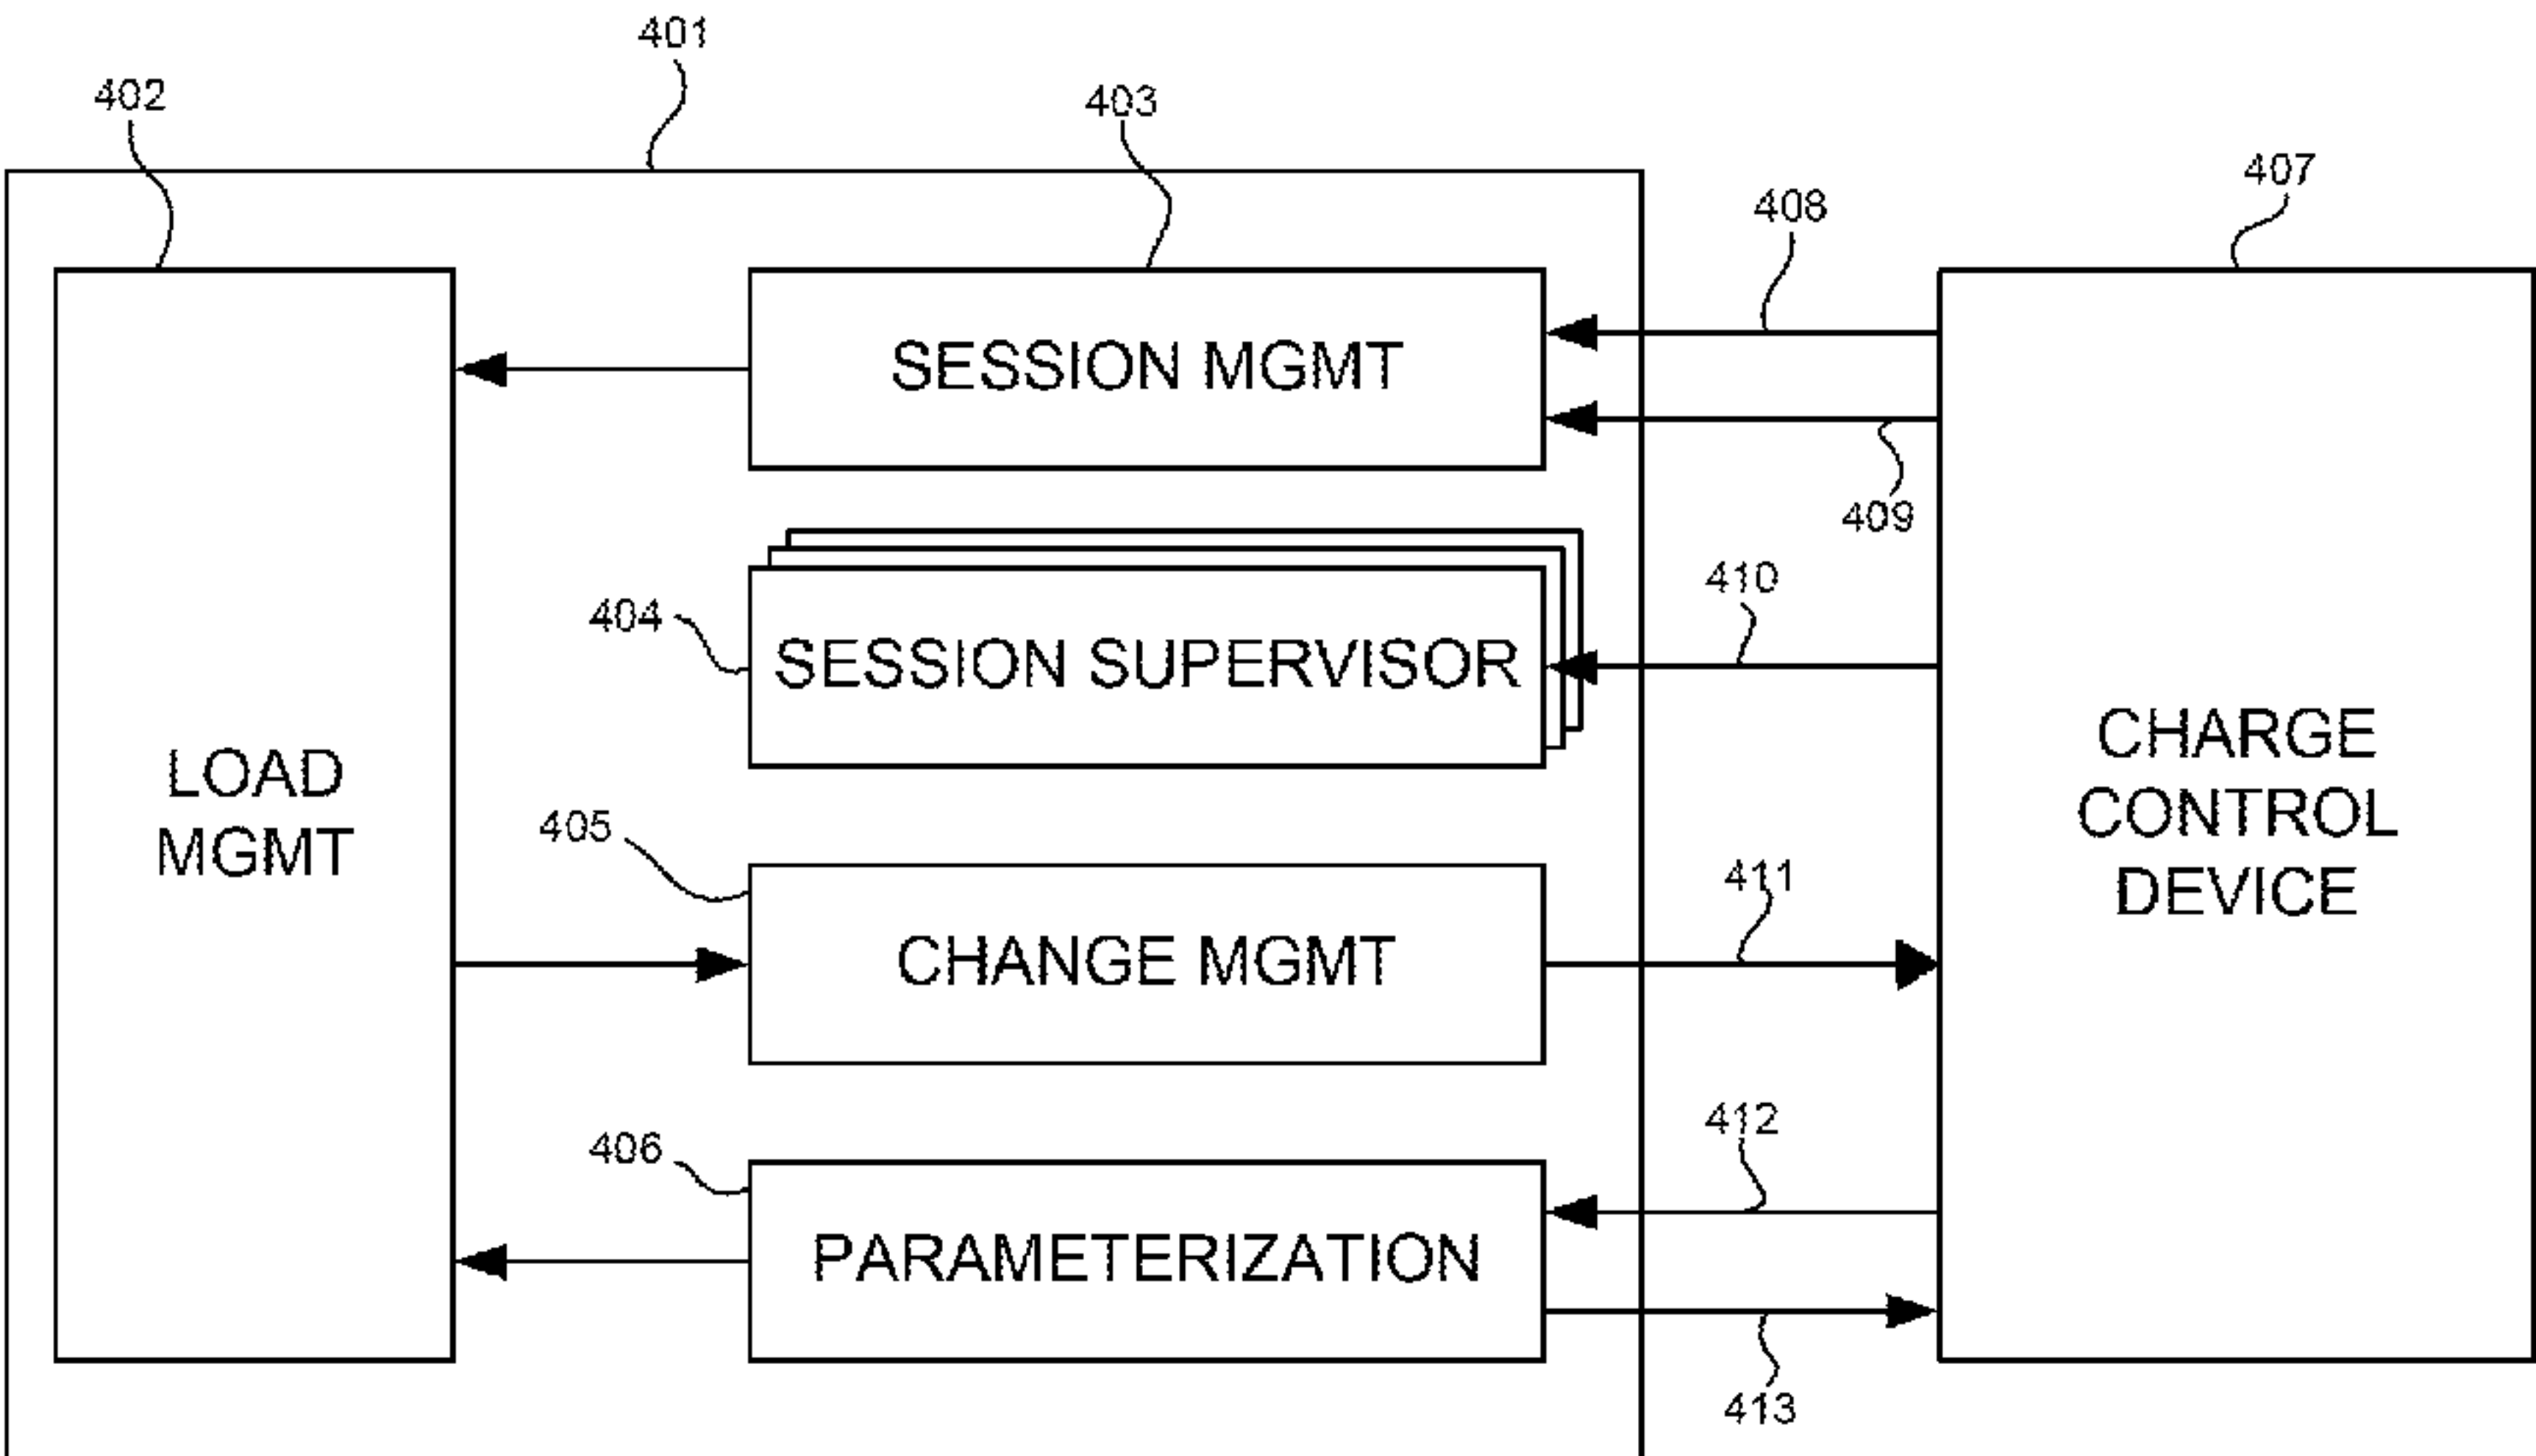 401
402
403
407
408
SESSION MGMT
409
410
404
SESSION SUPERVISOR
LOAD
MGMT
CHARGE
CONTROL
DEVICE
405
411
CHANGE MGMT
412
406
PARAMETERIZATION
413